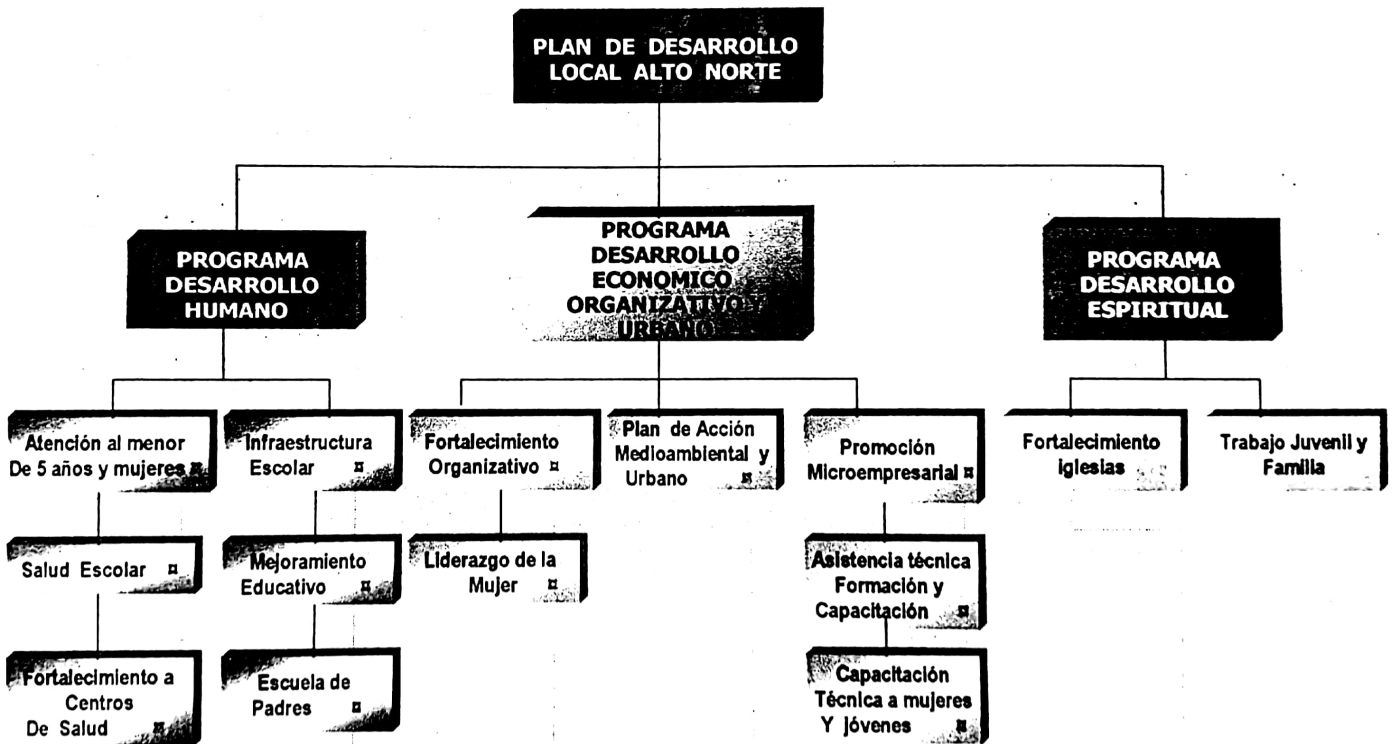 PLAN DE DESARROLLO
LOCAL ALTO NORTE
PROGRAMA
DESARROLLO
HUMANO
PROGRAMA
DESARROLLO
ECONOMICO
ORGANIZATIVO Y
URBANO
PROGRAMA
DESARROLLO
ESPIRITUAL
Atención al menor
De 5 años y mujeres ¤
Infraestructura
Escolar ¤
Fortalecimiento
Organizativo ¤
Plan de Acción
Medioambiental y
Urbano ¤
Promoción
Microempresarial ¤
Fortalecimiento
iglesias
Trabajo Juvenil y
Familia
Salud Escolar ¤
Mejoramiento
Educativo ¤
Liderazgo de la
Mujer ¤
Asistencia técnica
Formación y
Capacitación ¤
Fortalecimiento a
Centros
De Salud ¤
Escuela de
Padres ¤
Capacitación
Técnica a mujeres
Y jóvenes ¤